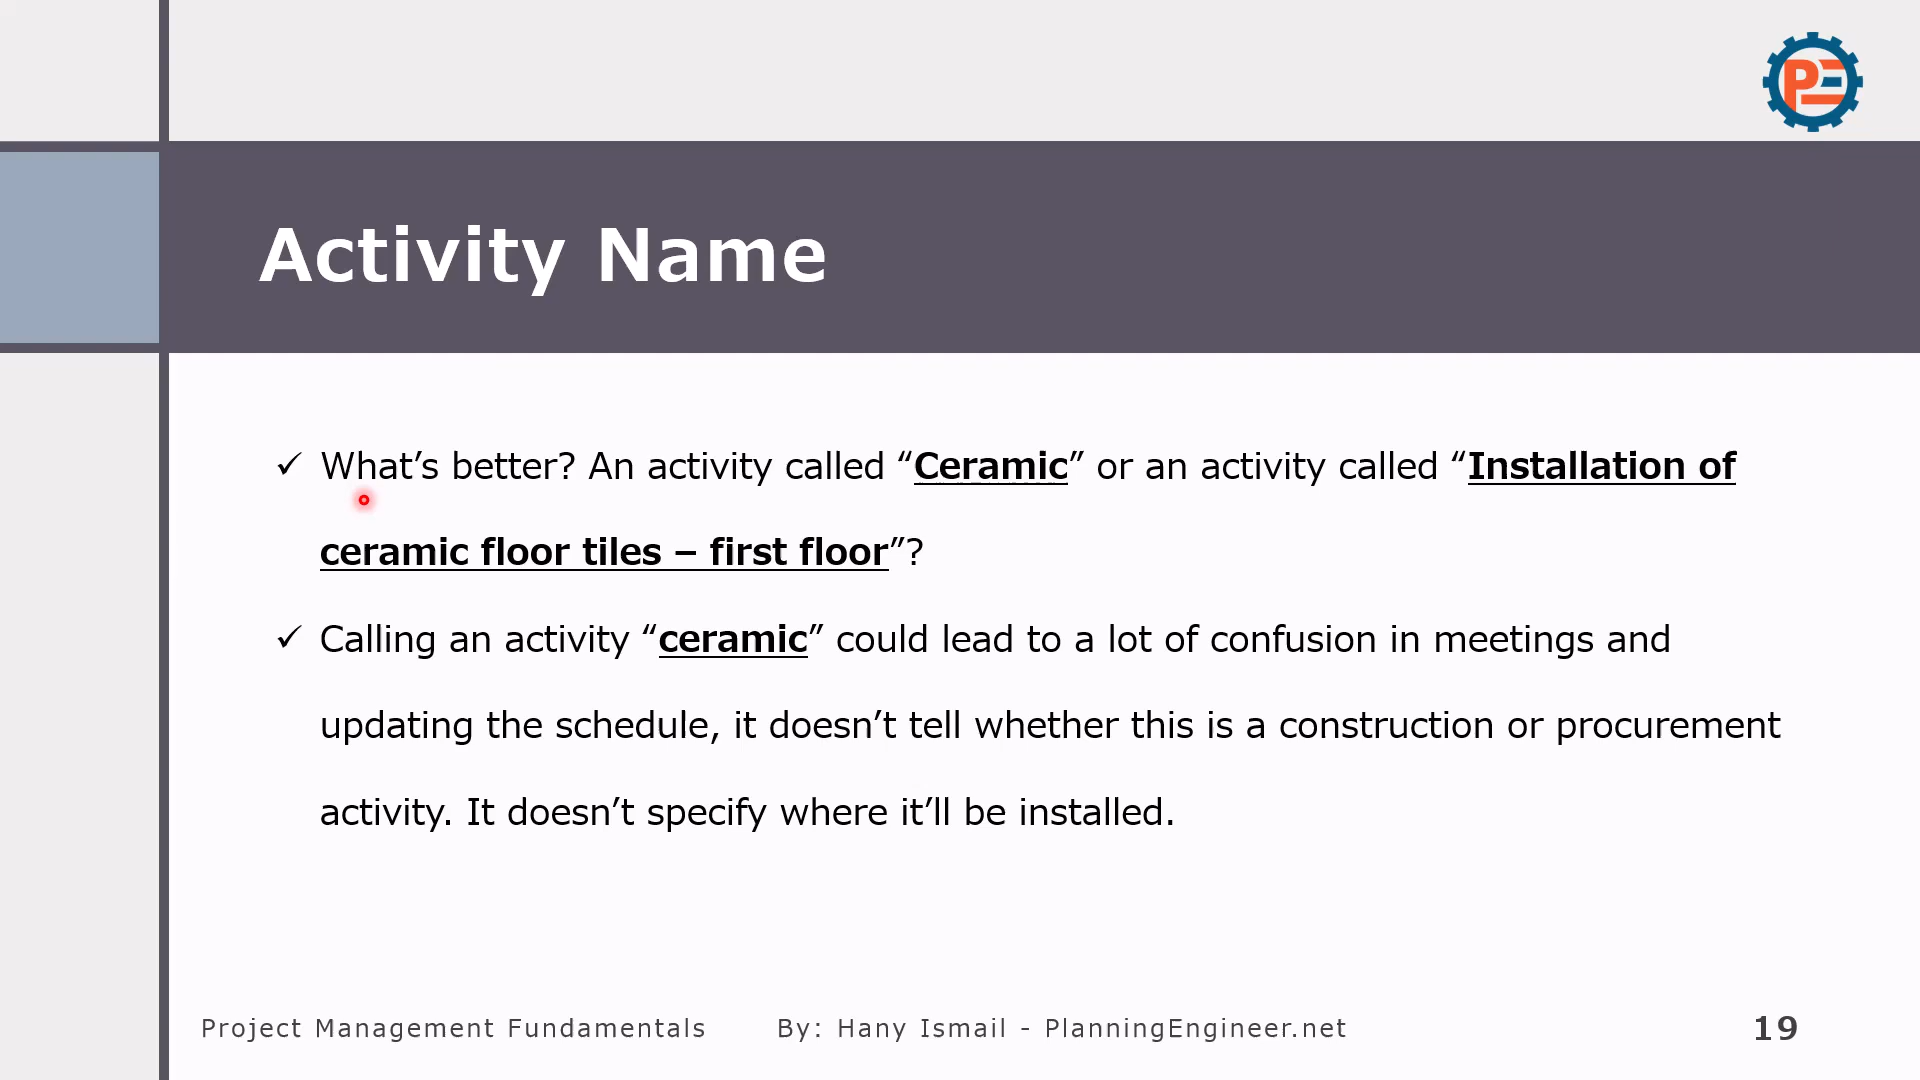 PE
Activity Name
✓ What’s better? An activity called “Ceramic” or an activity called “Installation of
ceramic floor tiles – first floor”?
✓ Calling an activity “ceramic” could lead to a lot of confusion in meetings and
updating the schedule, it doesn’t tell whether this is a construction or procurement
activity. It doesn’t specify where it’ll be installed.
Project Management Fundamentals By: Hany Ismail - PlanningEngineer.net 19